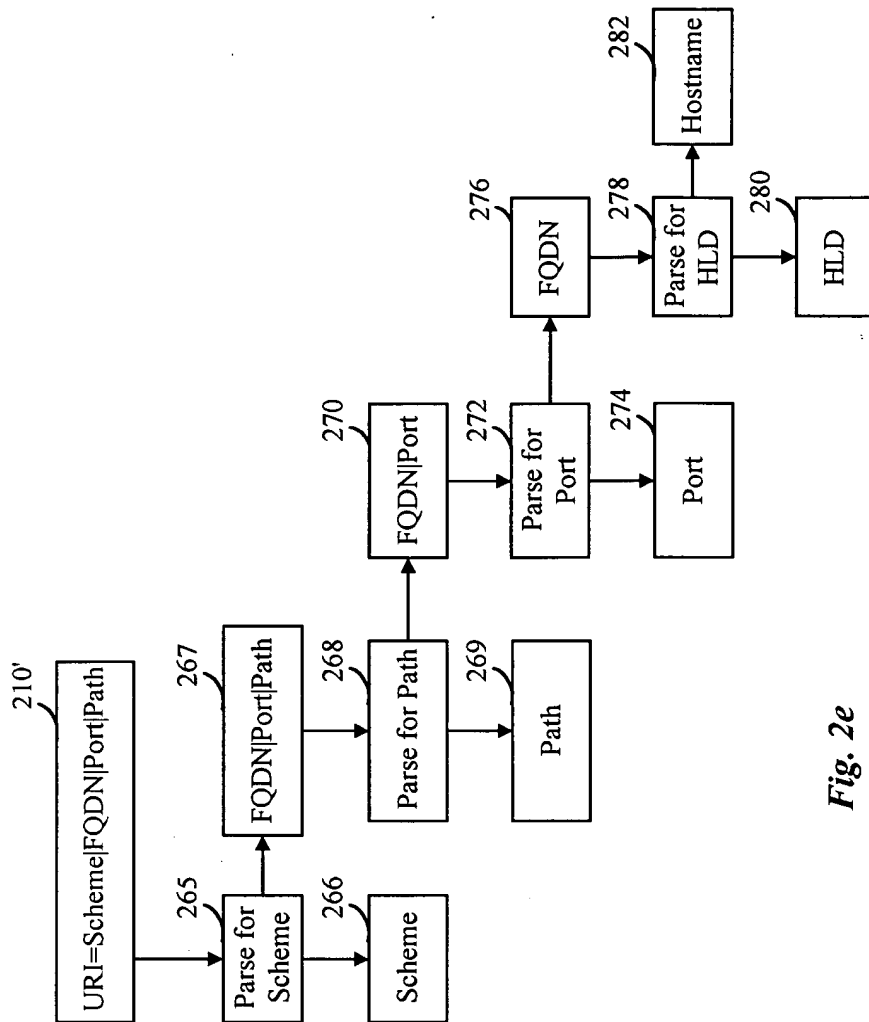 210'
URI=Scheme|FQDN|Port|Path
265
Parse for
Scheme
266
Scheme
267
FQDN|Port|Path
268
Parse for Path
269
Path
270
FQDN|Port
272
Parse for
Port
274
Port
276
FQDN
278
Parse for
HLD
280
HLD
282
Hostname
Fig. 2e